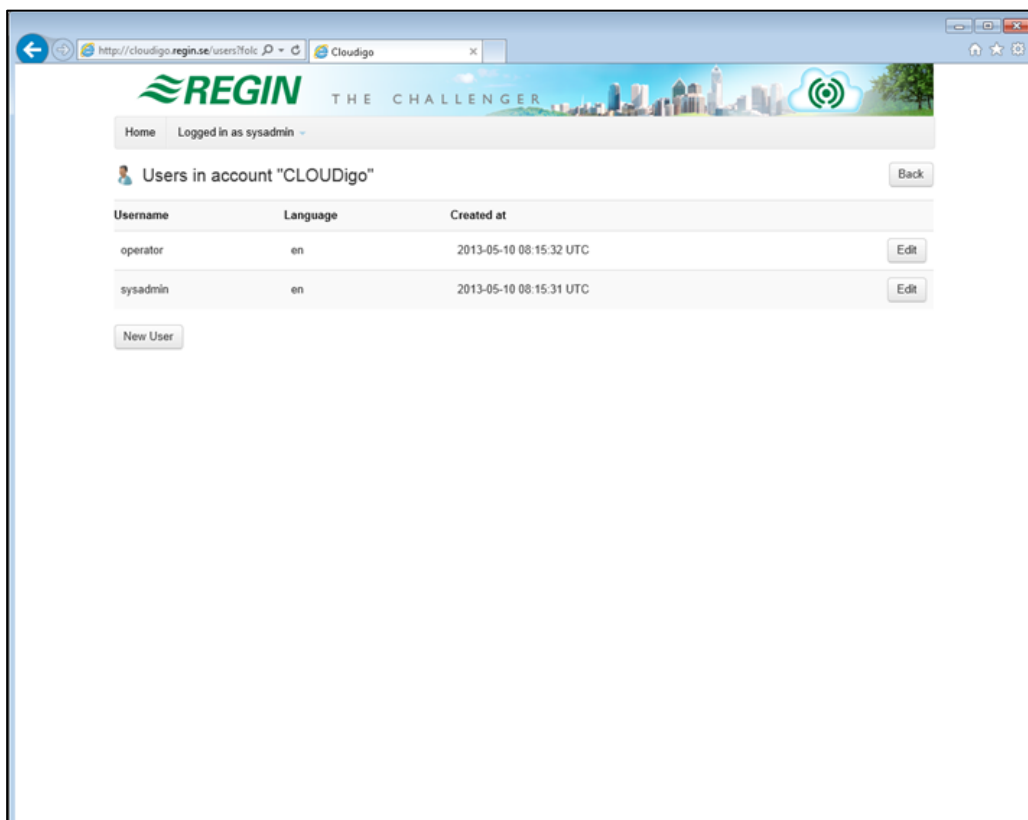 http://cloudigo.regin.se/users?folc
Cloudigo
REGIN THE CHALLENGER
Home Logged in as sysadmin
Users in account "CLOUDigo" Back
Username Language Created at
operator en 2013-05-10 08:15:32 UTC Edit
sysadmin en 2013-05-10 08:15:31 UTC Edit
New User